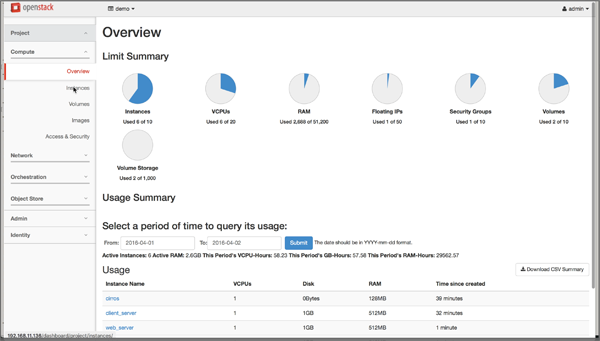 openstack
demo
admin
Project
Compute
Overview
Instances
Volumes
Images
Access & Security
Network
Orchestration
Object Store
Admin
Identity
Overview
Limit Summary
Instances
Used 6 of 10
VCPUs
Used 6 of 20
RAM
Used 2,688 of 51,200
Floating IPs
Used 1 of 50
Security Groups
Used 1 of 10
Volumes
Used 2 of 10
Volume Storage
Used 2 of 1,000
Usage Summary
Select a period of time to query its usage:
From: 2016-04-01 To: 2016-04-02 Submit The date should be in YYYY-mm-dd format.
Active Instances: 6 Active RAM: 2.6GB This Period's VCPU-Hours: 58.23 This Period's GB-Hours: 57.58 This Period's RAM-Hours: 29562.57
Usage
Download CSV Summary
Instance Name VCPUs Disk RAM Time since created
cirros 1 0Bytes 128MB 39 minutes
client_server 1 1GB 512MB 32 minutes
web_server 1 1GB 512MB 1 minute
192.168.11.135/dashboard/project/instances/